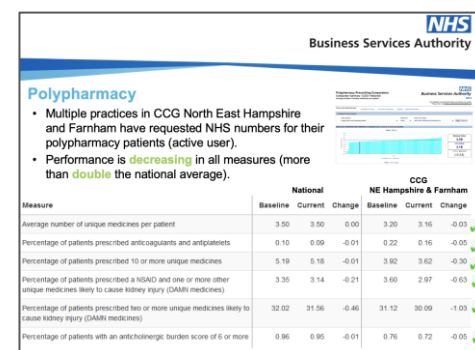 NHS
Business Services Authority
Polypharmacy
• Multiple practices in CCG North East Hampshire
and Farnham have requested NHS numbers for their
polypharmacy patients (active user).
• Performance is decreasing in all measures (more
than double the national average).
National
CCG
NE Hampshire & Farnham
Measure Baseline Current Change Baseline Current Change
Average number of unique medicines per patient 3.50 3.50 0.00 3.20 3.16 -0.03
Percentage of patients prescribed anticoagulants and antiplatelets 0.10 0.09 -0.01 0.22 0.16 -0.05
Percentage of patients prescribed 10 or more unique medicines 5.19 5.18 -0.01 3.92 3.62 -0.30
Percentage of patients prescribed a NSAID and one or more other
unique medicines likely to cause kidney injury (DAMN medicines) 3.35 3.14 -0.21 3.60 2.97 -0.63
Percentage of patients prescribed two or more unique medicines likely to
cause kidney injury (DAMN medicines) 32.02 31.56 -0.46 31.12 30.09 -1.03
Percentage of patients with an anticholinergic burden score of 6 or more 0.96 0.95 -0.01 0.76 0.72 -0.05